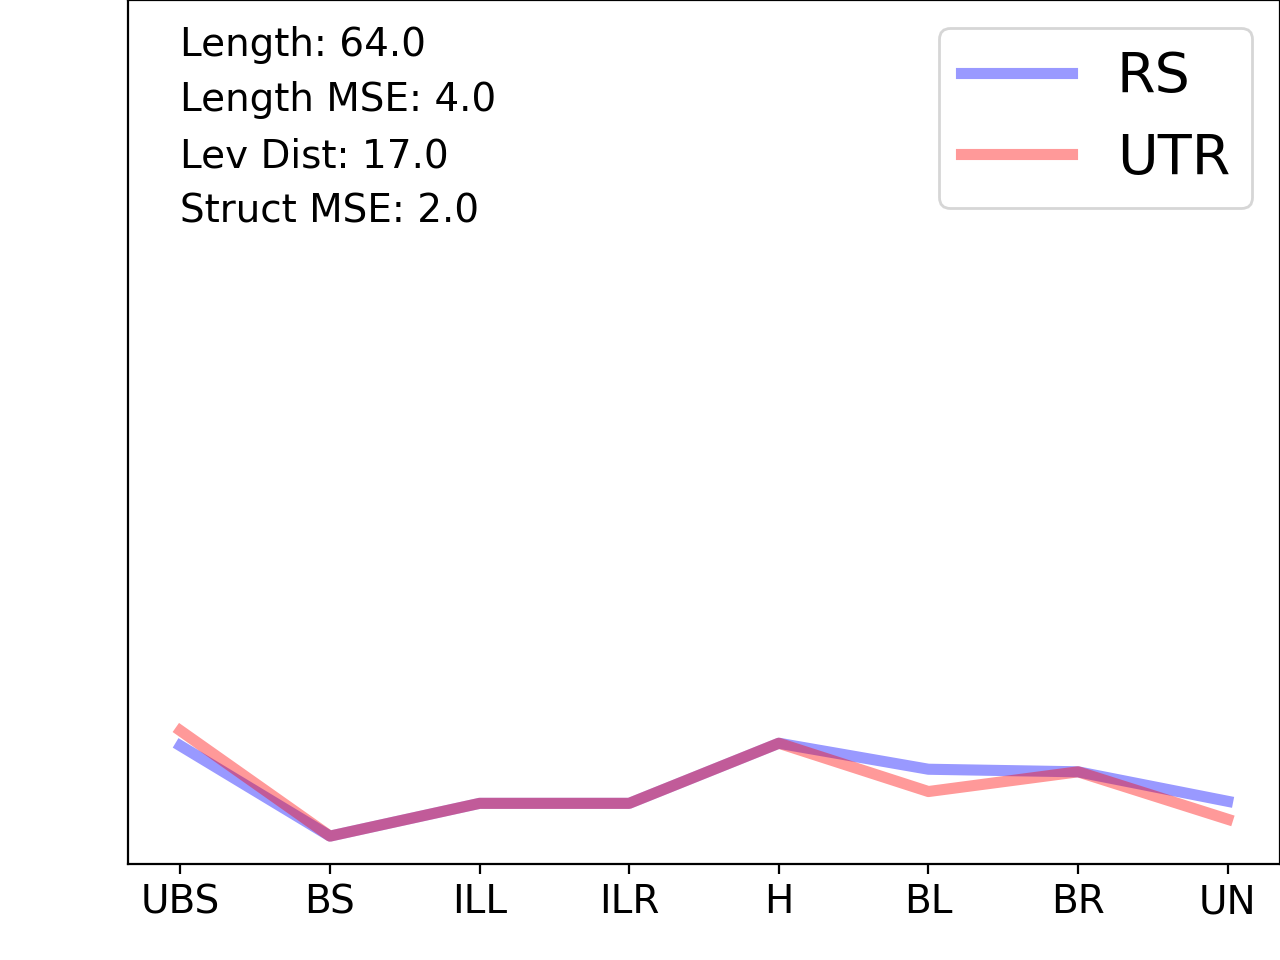 Length: 64.0
Length MSE: 4.0
Lev Dist: 17.0
Struct MSE: 2.0
RS
UTR
UBS BS ILL ILR H BL BR UN